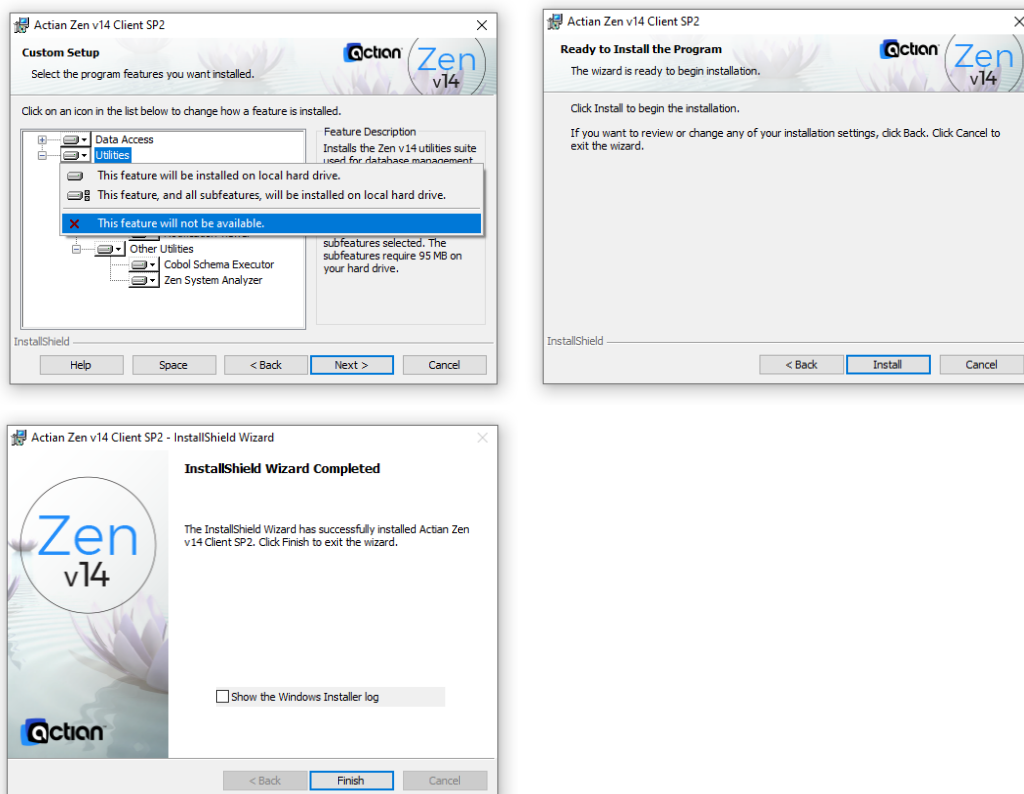 Actian Zen v14 Client SP2
Custom Setup
Select the program features you want installed.
Actian
Zen
v14
Click on an icon in the list below to change how a feature is installed.
Data Access
Utilities
This feature will be installed on local hard drive.
This feature, and all subfeatures, will be installed on local hard drive.
This feature will not be available.
Other Utilities
Cobol Schema Executor
Zen System Analyzer
Feature Description
Installs the Zen v14 utilities suite
used for database management
subfeatures selected. The
subfeatures require 95 MB on
your hard drive.
InstallShield
Help
Space
< Back
Next >
Cancel
Actian Zen v14 Client SP2
Ready to Install the Program
The wizard is ready to begin installation.
Actian
Zen
v14
Click Install to begin the installation.
If you want to review or change any of your installation settings, click Back. Click Cancel to
exit the wizard.
InstallShield
< Back
Install
Cancel
Actian Zen v14 Client SP2 - InstallShield Wizard
Zen
v14
Actian
InstallShield Wizard Completed
The InstallShield Wizard has successfully installed Actian Zen
v14 Client SP2. Click Finish to exit the wizard.
Show the Windows Installer log
< Back
Finish
Cancel